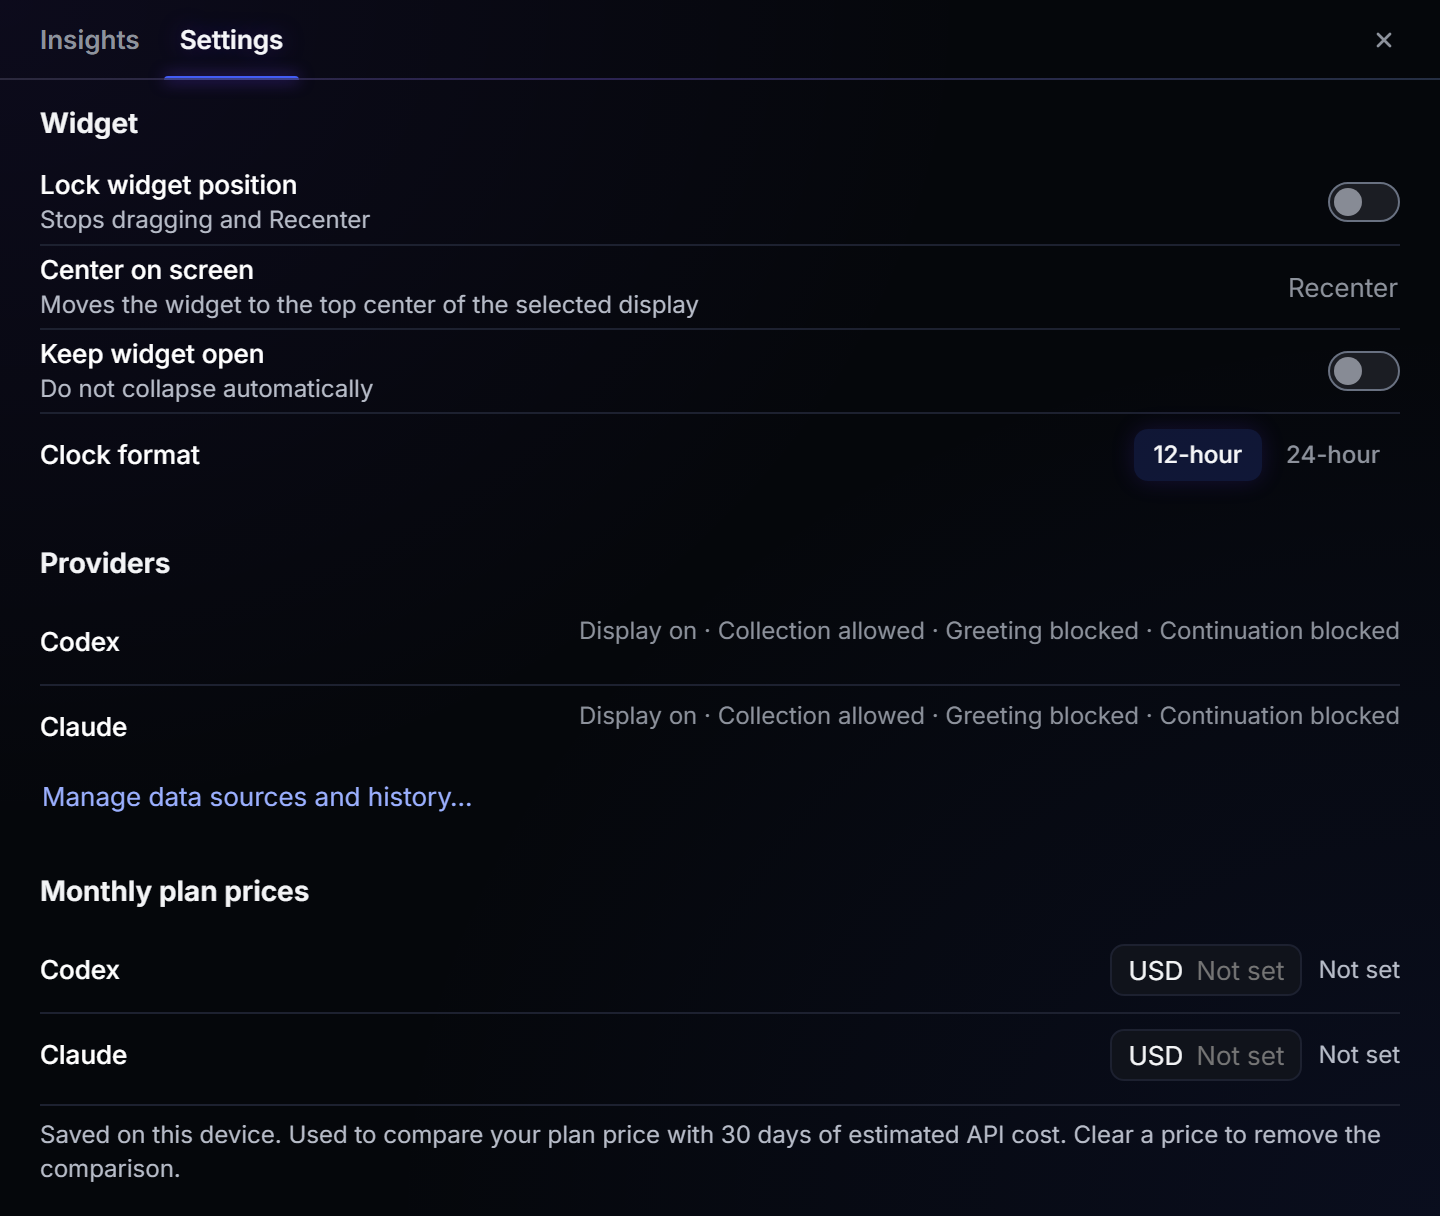 Insights Settings
Widget
Lock widget position
Stops dragging and Recenter
Center on screen
Moves the widget to the top center of the selected display
Recenter
Keep widget open
Do not collapse automatically
Clock format
12-hour 24-hour
Providers
Codex
Display on · Collection allowed · Greeting blocked · Continuation blocked
Claude
Display on · Collection allowed · Greeting blocked · Continuation blocked
Manage data sources and history...
Monthly plan prices
Codex
USD Not set Not set
Claude
USD Not set Not set
Saved on this device. Used to compare your plan price with 30 days of estimated API cost. Clear a price to remove the
comparison.